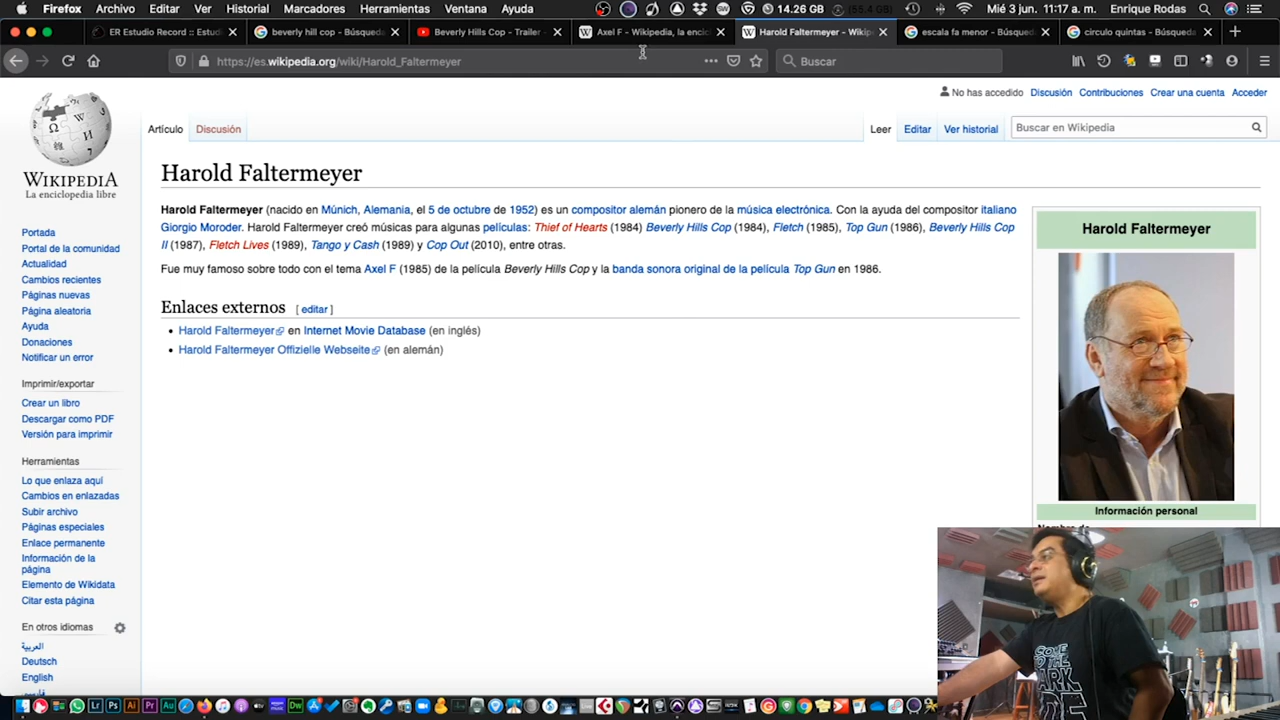 Firefox Archivo Editar Ver Historial Marcadores Herramientas Ventana Ayuda 14.26 GB (55.4 GB) Mié 3 jun. 11:17 a. m. Enrique Rodas
ER Estudio Record :: Estudi beverly hill cop - Búsqueda Beverly Hills Cop - Trailer - Axel F - Wikipedia, la encicl Harold Faltermeyer - Wikip escala fa menor - Búsqued circulo quintas - Búsqueda
https://es.wikipedia.org/wiki/Harold_Faltermeyer Buscar
No has accedido Discusión Contribuciones Crear una cuenta Acceder
Artículo Discusión Leer Editar Ver historial Buscar en Wikipedia
WIKIPEDIA
La enciclopedia libre
Portada
Portal de la comunidad
Actualidad
Cambios recientes
Páginas nuevas
Página aleatoria
Ayuda
Donaciones
Notificar un error
Imprimir/exportar
Crear un libro
Descargar como PDF
Versión para imprimir
Herramientas
Lo que enlaza aquí
Cambios en enlazadas
Subir archivo
Páginas especiales
Enlace permanente
Información de la
página
Elemento de Wikidata
Citar esta página
En otros idiomas
العربية
Deutsch
English
Harold Faltermeyer
Harold Faltermeyer (nacido en Múnich, Alemania, el 5 de octubre de 1952) es un compositor alemán pionero de la música electrónica. Con la ayuda del compositor italiano
Giorgio Moroder. Harold Faltermeyer creó músicas para algunas películas: Thief of Hearts (1984) Beverly Hills Cop (1984), Fletch (1985), Top Gun (1986), Beverly Hills Cop
II (1987), Fletch Lives (1989), Tango y Cash (1989) y Cop Out (2010), entre otras.
Fue muy famoso sobre todo con el tema Axel F (1985) de la película Beverly Hills Cop y la banda sonora original de la película Top Gun en 1986.
Enlaces externos [ editar ]
• Harold Faltermeyer en Internet Movie Database (en inglés)
• Harold Faltermeyer Offizielle Webseite (en alemán)
Harold Faltermeyer
Información personal